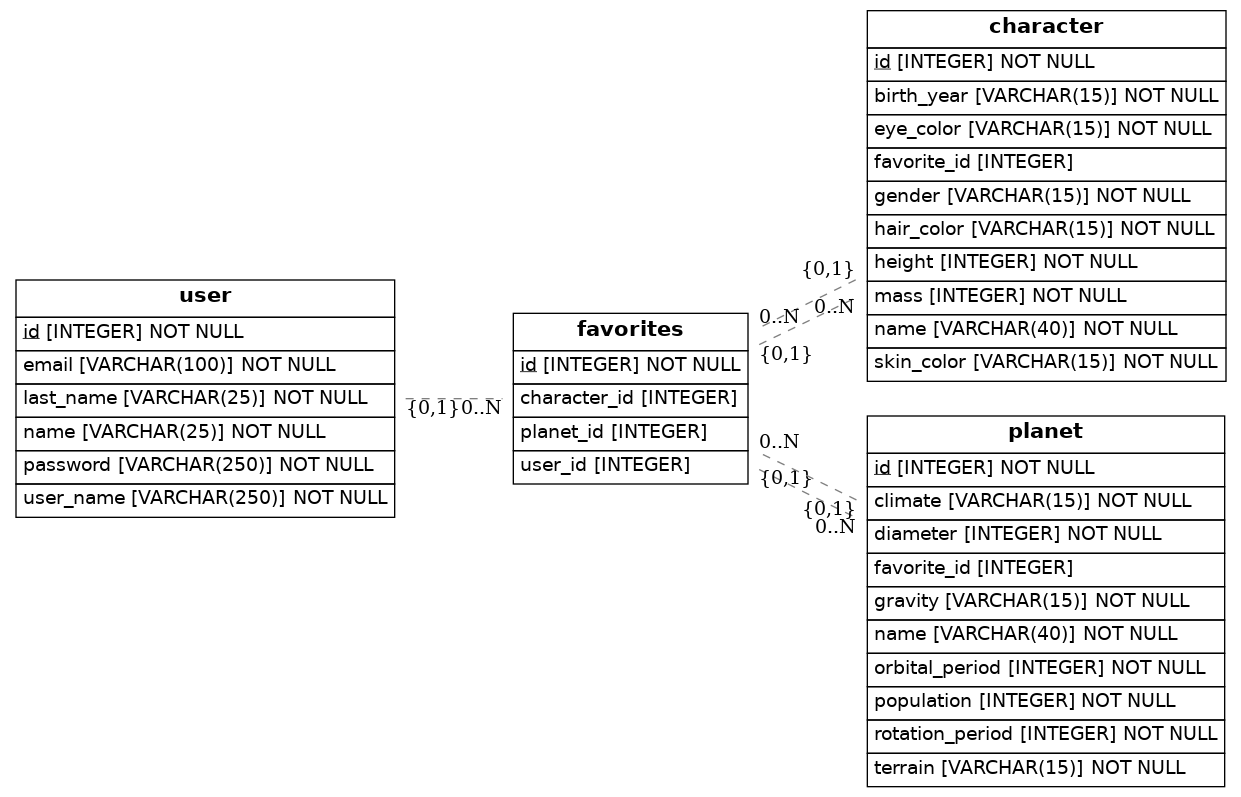 user
id [INTEGER] NOT NULL
email [VARCHAR(100)] NOT NULL
last_name [VARCHAR(25)] NOT NULL
name [VARCHAR(25)] NOT NULL
password [VARCHAR(250)] NOT NULL
user_name [VARCHAR(250)] NOT NULL
{0,1}
0..N
favorites
id [INTEGER] NOT NULL
character_id [INTEGER]
planet_id [INTEGER]
user_id [INTEGER]
{0,1}
0..N
0..N
{0,1}
0..N
{0,1}
{0,1}
0..N
character
id [INTEGER] NOT NULL
birth_year [VARCHAR(15)] NOT NULL
eye_color [VARCHAR(15)] NOT NULL
favorite_id [INTEGER]
gender [VARCHAR(15)] NOT NULL
hair_color [VARCHAR(15)] NOT NULL
height [INTEGER] NOT NULL
mass [INTEGER] NOT NULL
name [VARCHAR(40)] NOT NULL
skin_color [VARCHAR(15)] NOT NULL
planet
id [INTEGER] NOT NULL
climate [VARCHAR(15)] NOT NULL
diameter [INTEGER] NOT NULL
favorite_id [INTEGER]
gravity [VARCHAR(15)] NOT NULL
name [VARCHAR(40)] NOT NULL
orbital_period [INTEGER] NOT NULL
population [INTEGER] NOT NULL
rotation_period [INTEGER] NOT NULL
terrain [VARCHAR(15)] NOT NULL